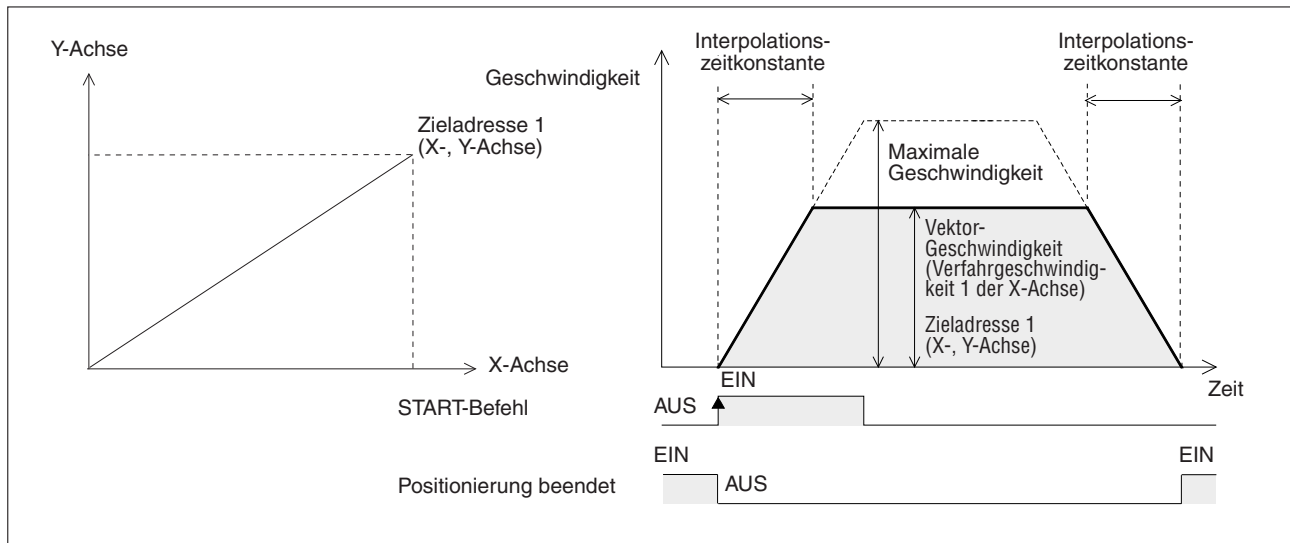 Y-Achse
Zieladresse 1
(X-, Y-Achse)
X-Achse
Geschwindigkeit
Interpolations-
zeitkonstante
Interpolations-
zeitkonstante
Maximale
Geschwindigkeit
Vektor-
Geschwindigkeit
(Verfahrgeschwindig-
keit 1 der X-Achse)
Zieladresse 1
(X-, Y-Achse)
Zeit
START-Befehl
AUS
EIN
Positionierung beendet
EIN
AUS
EIN